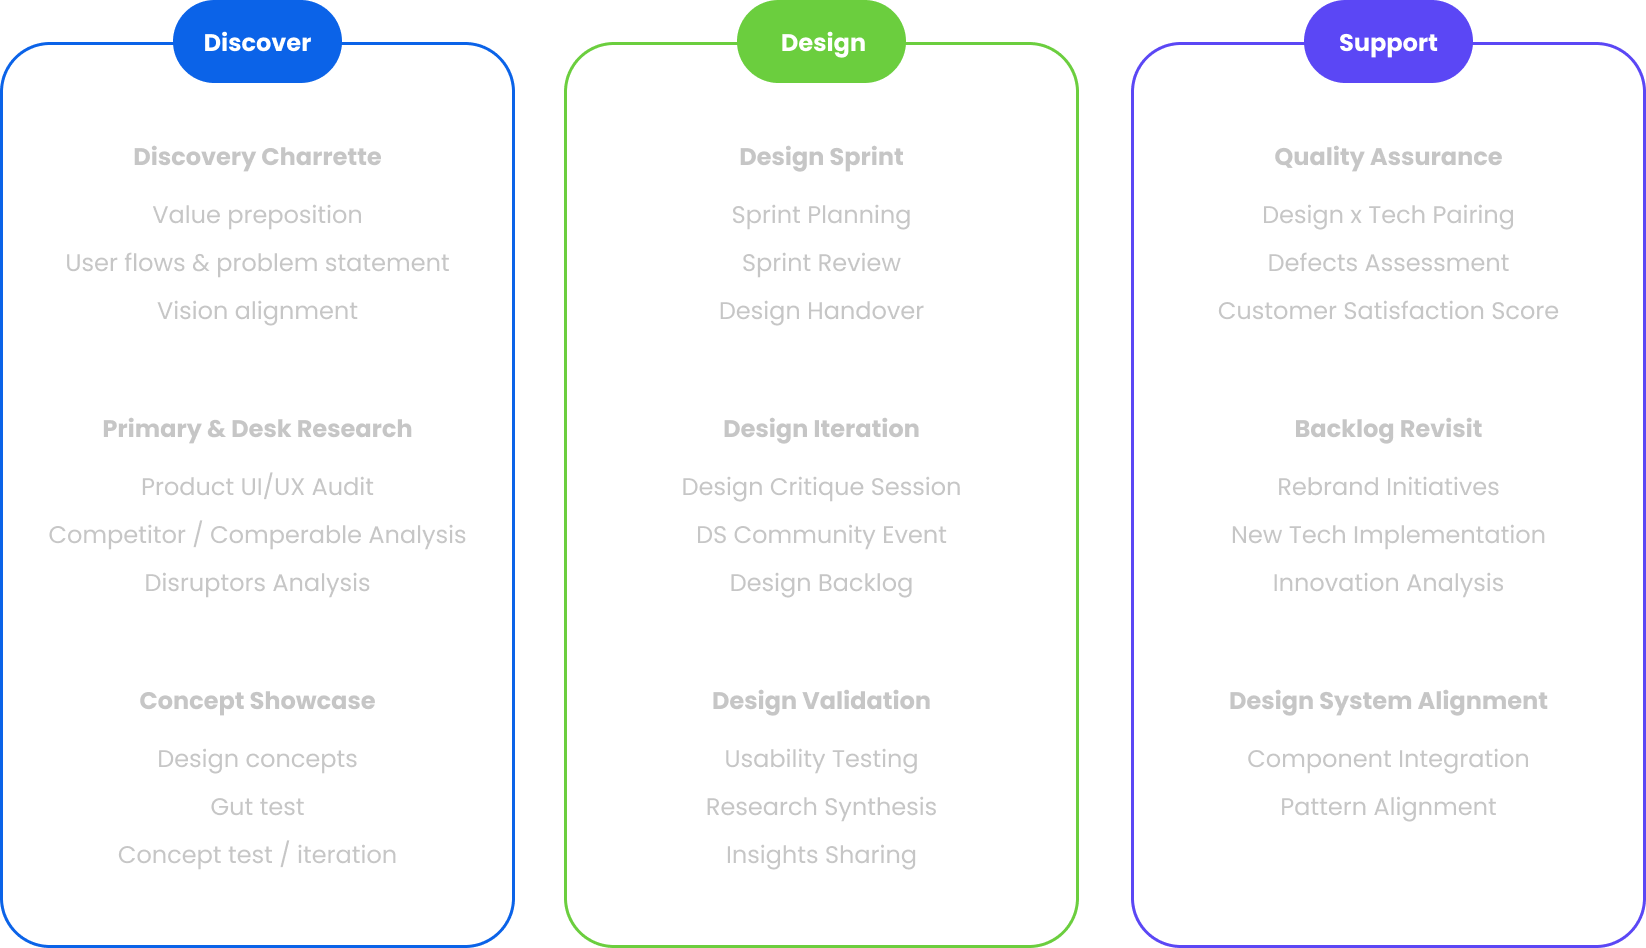 Discover
Discovery Charrette
Value preposition
User flows & problem statement
Vision alignment
Primary & Desk Research
Product UI/UX Audit
Competitor / Comperable Analysis
Disruptors Analysis
Concept Showcase
Design concepts
Gut test
Concept test / iteration
Design
Design Sprint
Sprint Planning
Sprint Review
Design Handover
Design Iteration
Design Critique Session
DS Community Event
Design Backlog
Design Validation
Usability Testing
Research Synthesis
Insights Sharing
Support
Quality Assurance
Design x Tech Pairing
Defects Assessment
Customer Satisfaction Score
Backlog Revisit
Rebrand Initiatives
New Tech Implementation
Innovation Analysis
Design System Alignment
Component Integration
Pattern Alignment